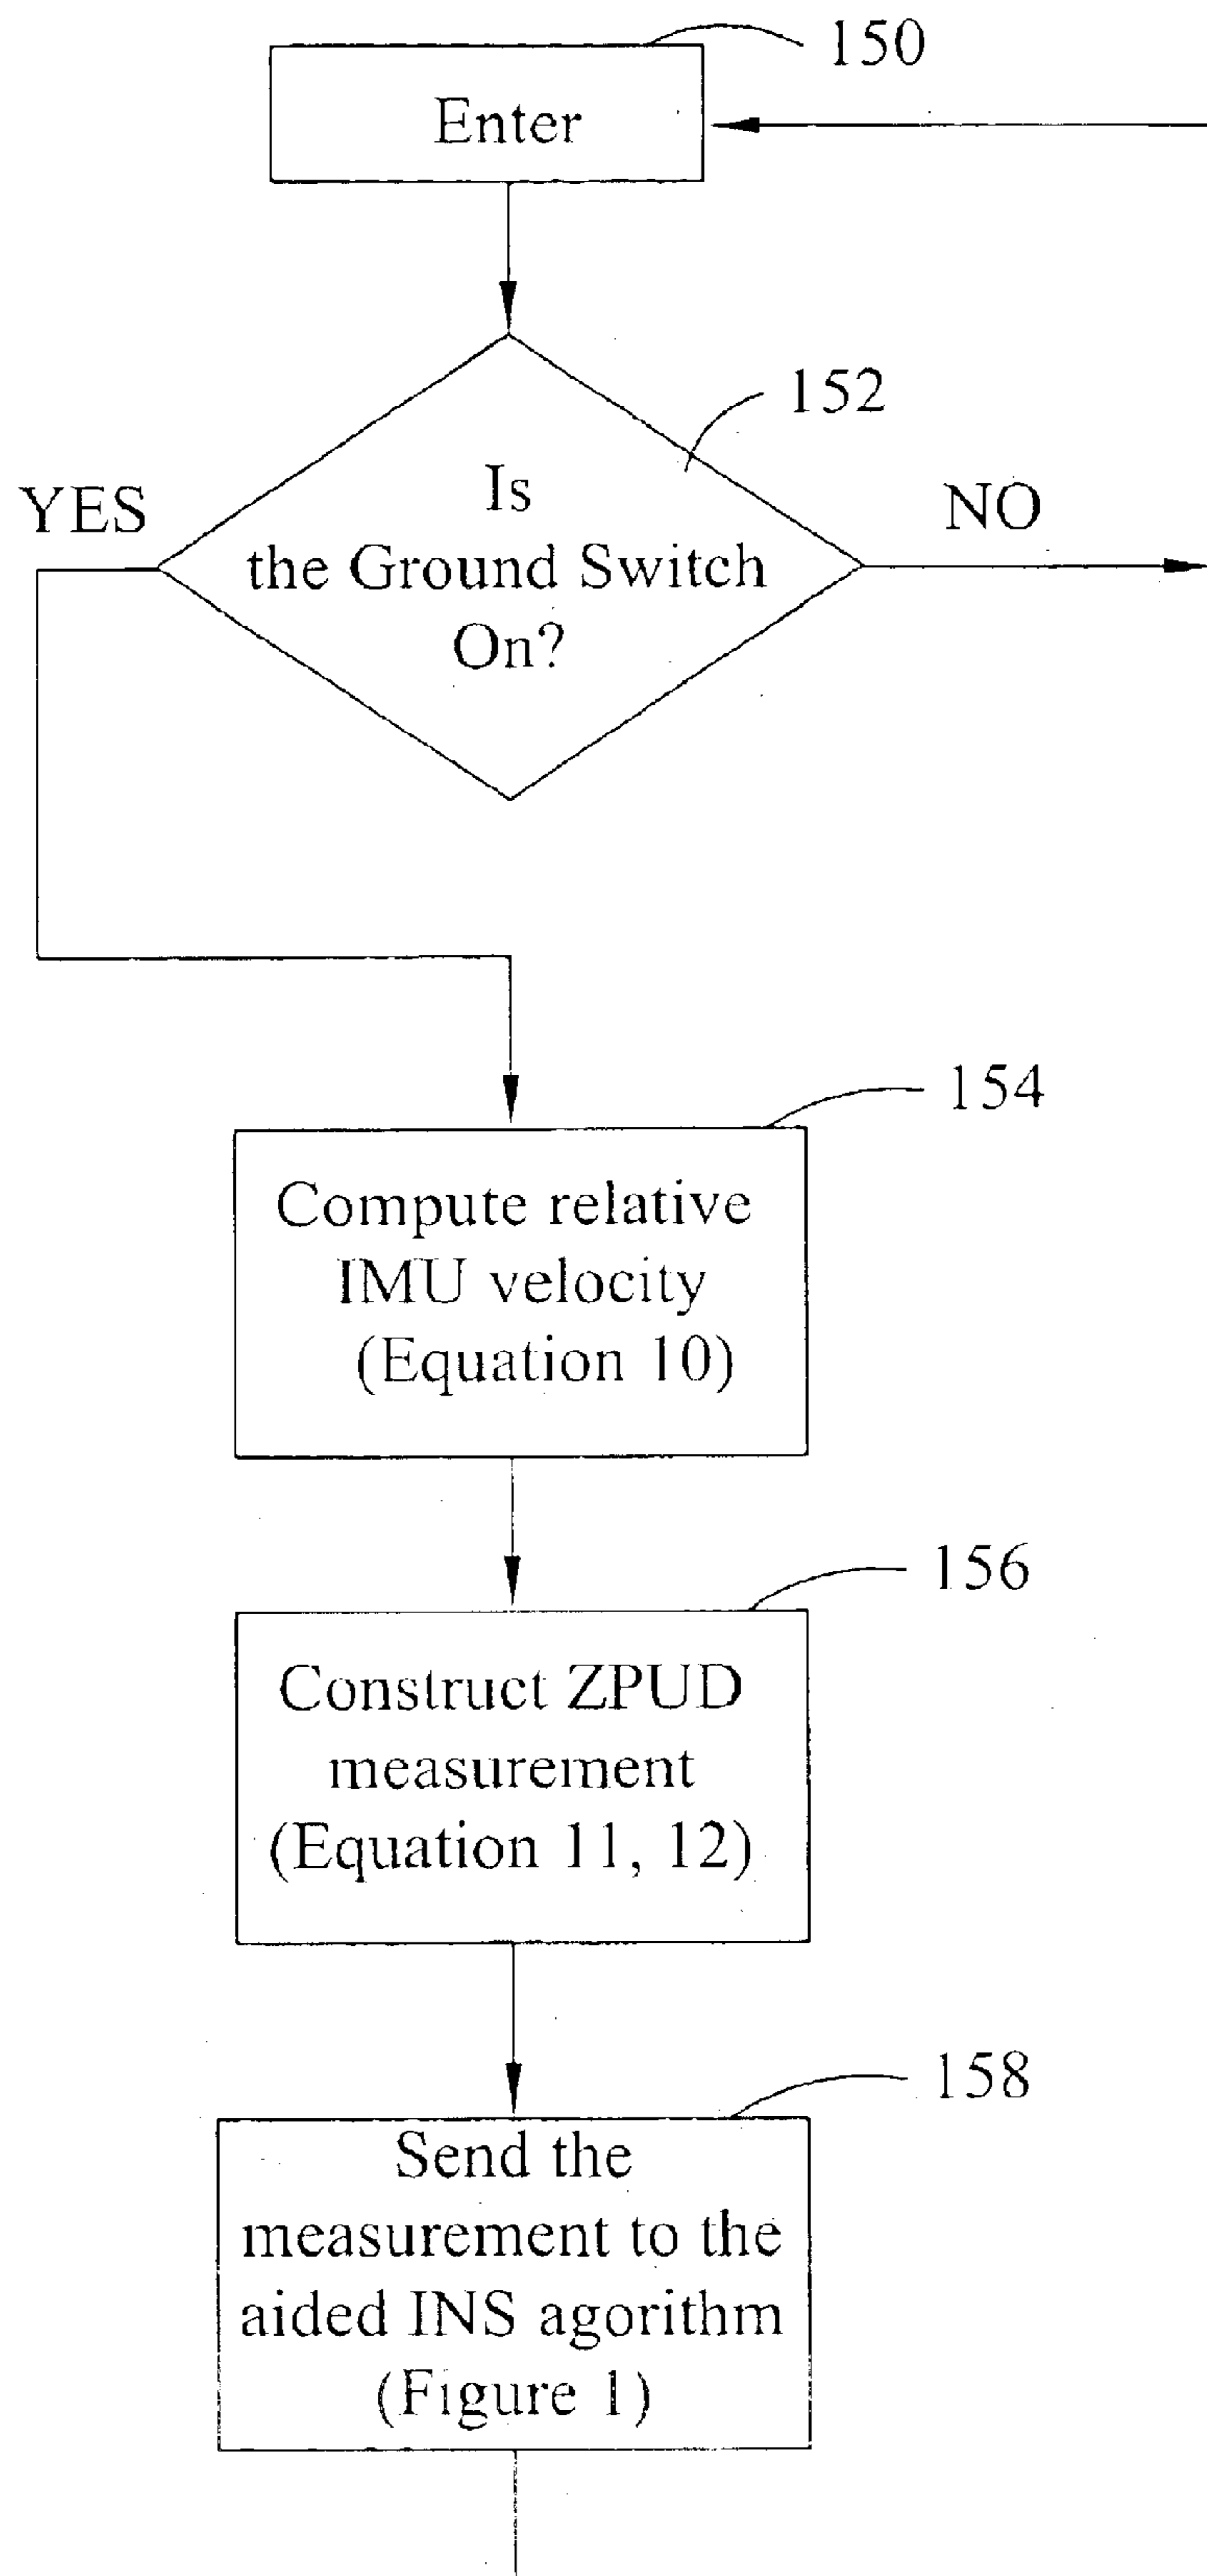 150
Enter
152
YES
NO
Is
the Ground Switch
On?
154
Compute relative
IMU velocity
(Equation 10)
156
Construct ZPUD
measurement
(Equation 11, 12)
158
Send the
measurement to the
aided INS agorithm
(Figure 1)